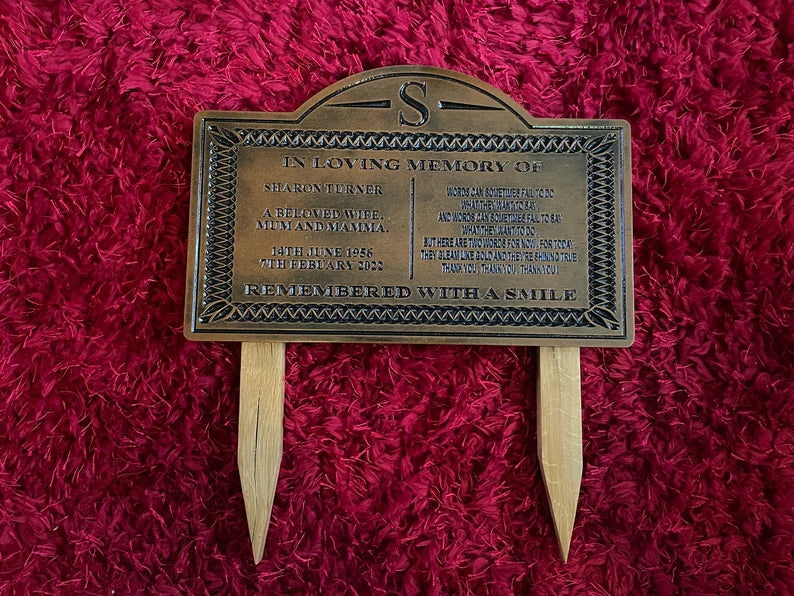 S
IN LOVING MEMORY OF
SHARON TURNER
A BELOVED WIFE,
MUM AND MAMMA.
14TH JUNE 1956
7TH FEBUARY 2022
WORDS CAN SOMETIMES FAIL TO DO
WHAT THEY WANT TO SAY
AND WORDS CAN SOMETIMES FAIL TO SAY
WHAT THEY WANT TO DO
BUT HERE ARE TWO WORDS FOR NOW, FOR TODAY
THEY GLEAM LIKE GOLD AND THEY'RE SHINING TRUE
THANK YOU, THANK YOU, THANK YOU!
REMEMBERED WITH A SMILE